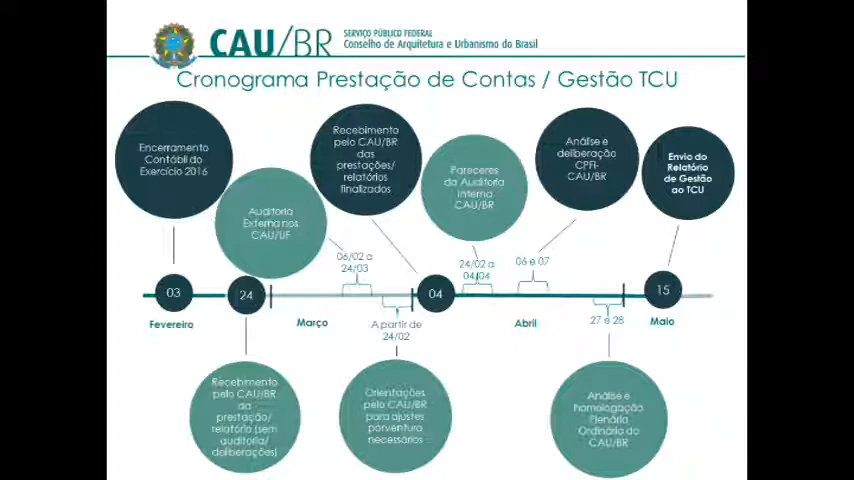 CAU/BR
SERVIÇO PÚBLICO FEDERAL
Conselho de Arquitetura e Urbanismo do Brasil
Cronograma Prestação de Contas / Gestão TCU
Encerramento
Contábil do
Exercício 2016
Auditoria
Externa nos
CAU/UF
Recebimento
pelo CAU/BR
das
prestações/
relatórios
finalizados
Pareceres
da Auditoria
Interna
CAU/BR
Análise e
deliberação
CPFI-
CAU/BR
Envio do
Relatório
de Gestão
ao TCU
06/02 a
24/03
24/02 a
04/04
06 e 07
03
24
04
15
Fevereiro
Março
A partir de
24/02
Abril
27 e 28
Maio
Recebimento
pelo CAU/BR
da
prestação/
relatório (sem
auditoria/
deliberações)
Orientações
pelo CAU/BR
para ajustes
porventura
necessários
Análise e
homologação
Plenária
Ordinária do
CAU/BR